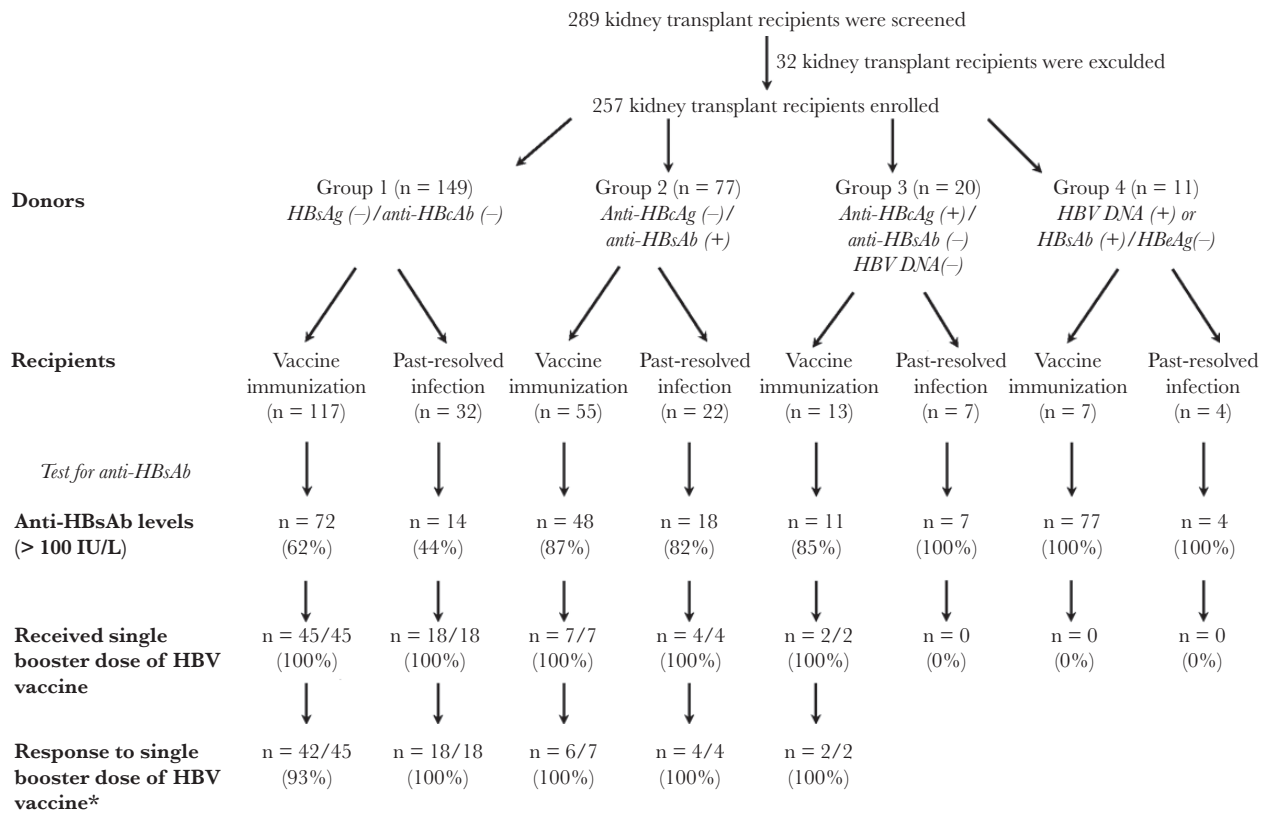 289 kidney transplant recipients were screened
32 kidney transplant recipients were exculded
257 kidney transplant recipients enrolled
Donors
Group 1 (n = 149)
HBsAg (–)/anti-HBcAb (–)
Group 2 (n = 77)
Anti-HBcAg (–)/
anti-HBsAb (+)
Group 3 (n = 20)
Anti-HBcAg (+)/
anti-HBsAb (–)
HBV DNA(–)
Group 4 (n = 11)
HBV DNA (+) or
HBsAb (+)/HBeAg(–)
Recipients
Vaccine
immunization
(n = 117)
Past-resolved
infection
(n = 32)
Vaccine
immunization
(n = 55)
Past-resolved
infection
(n = 22)
Vaccine
immunization
(n = 13)
Past-resolved
infection
(n = 7)
Vaccine
immunization
(n = 7)
Past-resolved
infection
(n = 4)
Test for anti-HBsAb
Anti-HBsAb levels
(> 100 IU/L)
n = 72
(62%)
n = 14
(44%)
n = 48
(87%)
n = 18
(82%)
n = 11
(85%)
n = 7
(100%)
n = 77
(100%)
n = 4
(100%)
Received single
booster dose of HBV
vaccine
n = 45/45
(100%)
n = 18/18
(100%)
n = 7/7
(100%)
n = 4/4
(100%)
n = 2/2
(100%)
n = 0
(0%)
n = 0
(0%)
n = 0
(0%)
Response to single
booster dose of HBV
vaccine*
n = 42/45
(93%)
n = 18/18
(100%)
n = 6/7
(100%)
n = 4/4
(100%)
n = 2/2
(100%)